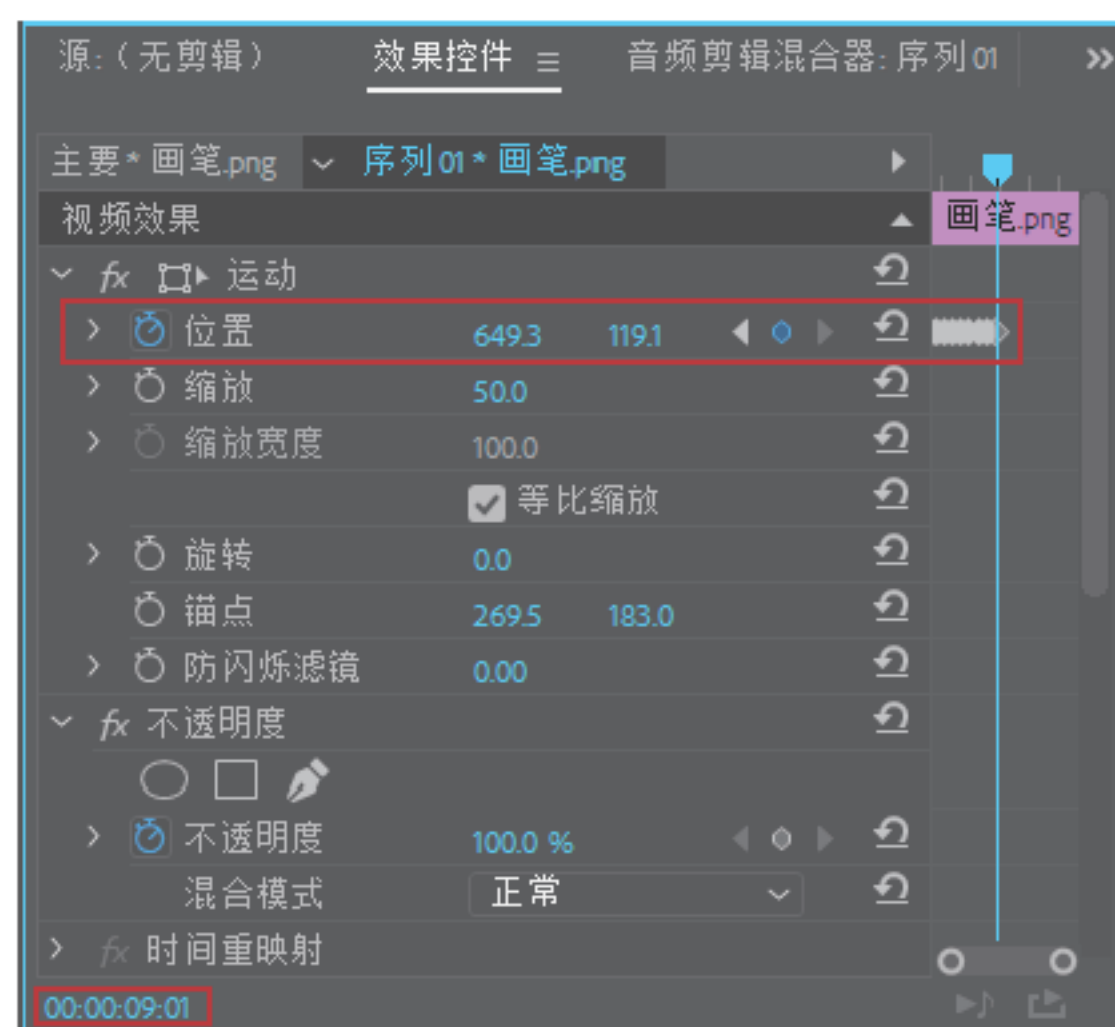 源:（无剪辑） 效果控件 音频剪辑混合器: 序列 01
主要* 画笔.png 序列 01 * 画笔.png
视频效果 画笔.png
fx 运动
位置 649.3 119.1
缩放 50.0
缩放宽度 100.0
等比缩放
旋转 0.0
锚点 269.5 183.0
防闪烁滤镜 0.00
fx 不透明度
不透明度 100.0 %
混合模式 正常
fx 时间重映射
00:00:09:01